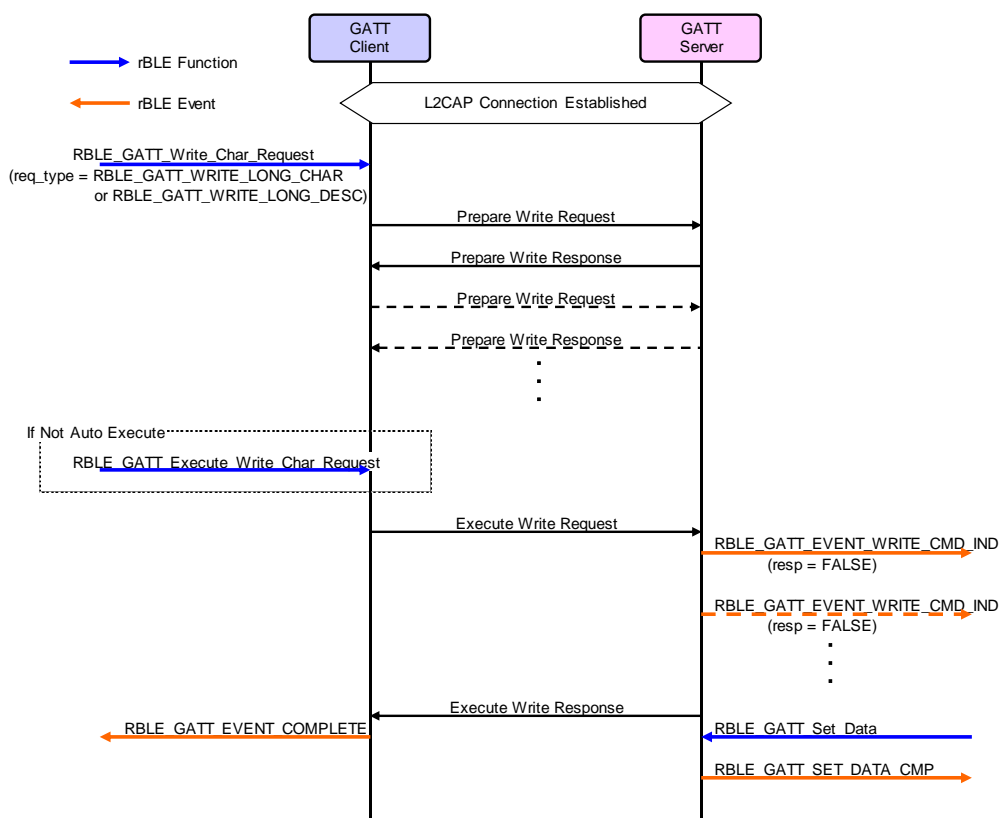 GATT
Client
GATT
Server
rBLE Function
rBLE Event
L2CAP Connection Established
RBLE_GATT_Write_Char_Request
(req_type = RBLE_GATT_WRITE_LONG_CHAR
or RBLE_GATT_WRITE_LONG_DESC)
Prepare Write Request
Prepare Write Response
Prepare Write Request
Prepare Write Response
If Not Auto Execute
RBLE_GATT_Execute_Write_Char_Request
Execute Write Request
RBLE_GATT_EVENT_WRITE_CMD_IND
(resp = FALSE)
RBLE_GATT_EVENT_WRITE_CMD_IND
(resp = FALSE)
Execute Write Response
RBLE_GATT_EVENT_COMPLETE
RBLE_GATT_Set_Data
RBLE_GATT_SET_DATA_CMP